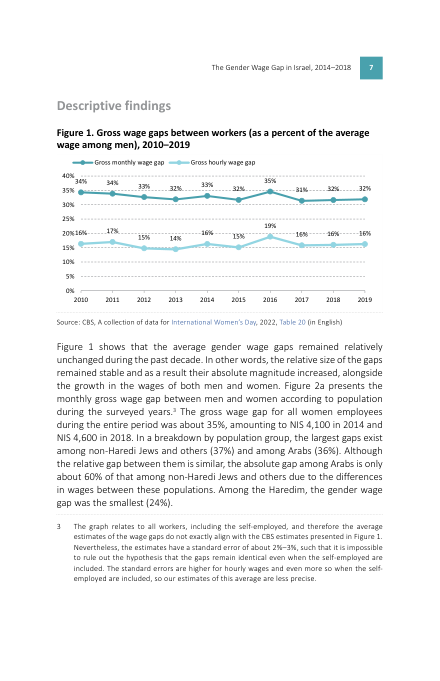 The Gender Wage Gap in Israel, 2014–2018
7
Descriptive findings
Figure 1. Gross wage gaps between workers (as a percent of the average
wage among men), 2010–2019
Gross monthly wage gap Gross hourly wage gap
40%
35%
30%
25%
20%
15%
10%
5%
0%
34% 34% 33% 32% 33% 32% 35% 31% 32% 32%
16% 17% 15% 14% 16% 15% 19% 16% 16% 16%
2010 2011 2012 2013 2014 2015 2016 2017 2018 2019
Source: CBS, A collection of data for International Women's Day, 2022, Table 20 (in English)
Figure 1 shows that the average gender wage gaps remained relatively
unchanged during the past decade. In other words, the relative size of the gaps
remained stable and as a result their absolute magnitude increased, alongside
the growth in the wages of both men and women. Figure 2a presents the
monthly gross wage gap between men and women according to population
during the surveyed years.3 The gross wage gap for all women employees
during the entire period was about 35%, amounting to NIS 4,100 in 2014 and
NIS 4,600 in 2018. In a breakdown by population group, the largest gaps exist
among non-Haredi Jews and others (37%) and among Arabs (36%). Although
the relative gap between them is similar, the absolute gap among Arabs is only
about 60% of that among non-Haredi Jews and others due to the differences
in wages between these populations. Among the Haredim, the gender wage
gap was the smallest (24%).
3 The graph relates to all workers, including the self-employed, and therefore the average
estimates of the wage gaps do not exactly align with the CBS estimates presented in Figure 1.
Nevertheless, the estimates have a standard error of about 2%–3%, such that it is impossible
to rule out the hypothesis that the gaps remain identical even when the self-employed are
included. The standard errors are higher for hourly wages and even more so when the self-
employed are included, so our estimates of this average are less precise.